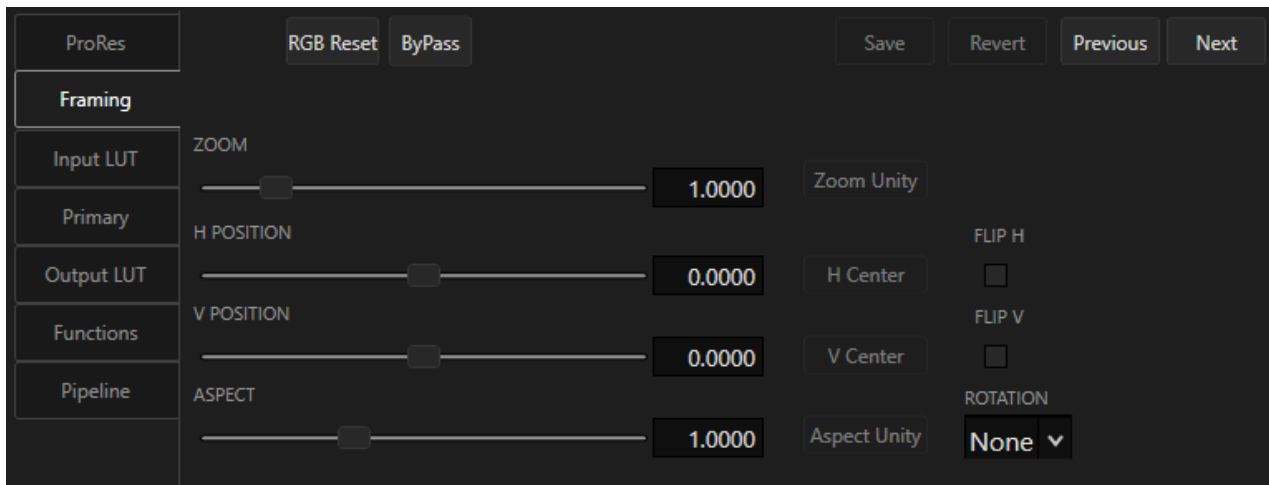 ProRes
RGB Reset ByPass Save Revert Previous Next
Framing
Input LUT
Primary
Output LUT
Functions
Pipeline
ZOOM
1.0000 Zoom Unity
H POSITION FLIP H
0.0000 H Center
V POSITION FLIP V
0.0000 V Center
ASPECT ROTATION
1.0000 Aspect Unity None